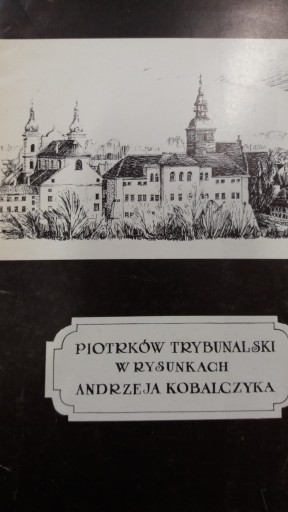 PIOTRKÓW TRYBUNALSKI
W RYSUNKACH
ANDRZEJA KOBALCZYKA